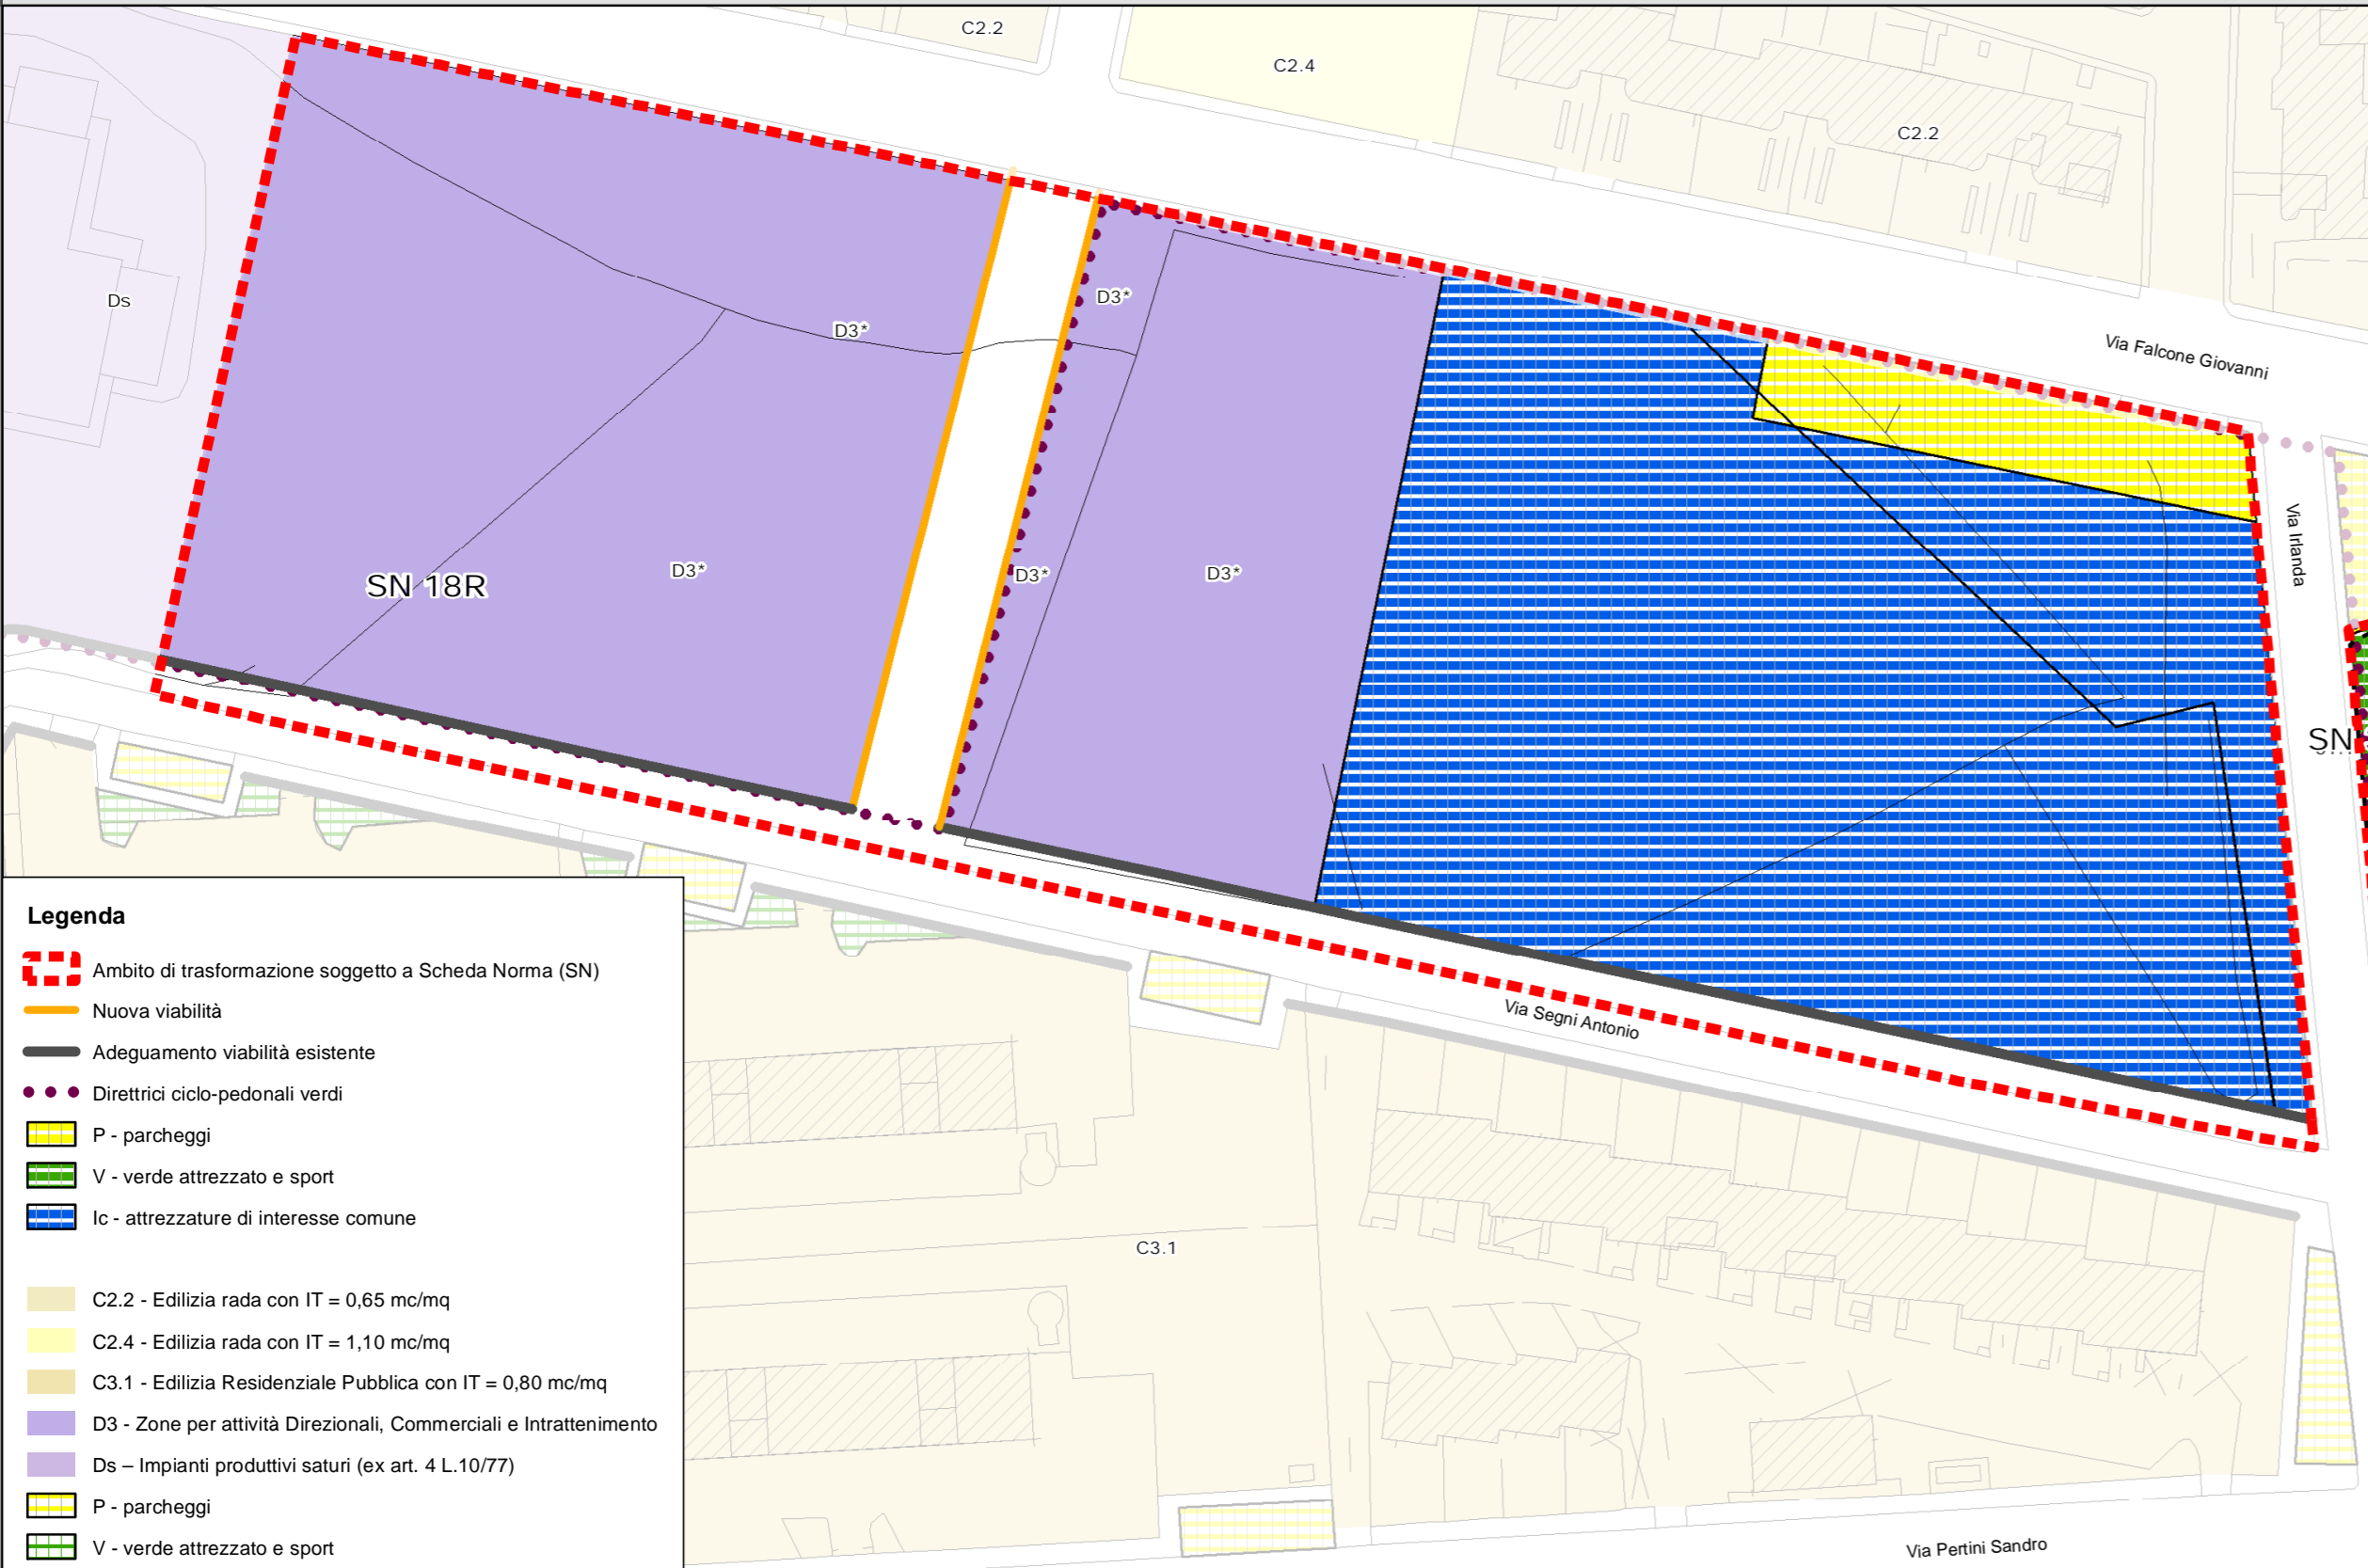 C2.2
C2.4
C2.2
Ds
D3*
D3*
Via Falcone Giovanni
Via Irlanda
SN 18R
D3*
D3*
D3*
SN
Via Segni Antonio
C3.1
Via Pertini Sandro
Legenda
Ambito di trasformazione soggetto a Scheda Norma (SN)
Nuova viabilità
Adeguamento viabilità esistente
Direttrici ciclo-pedonali verdi
P - parcheggi
V - verde attrezzato e sport
Ic - attrezzature di interesse comune
C2.2 - Edilizia rada con IT = 0,65 mc/mq
C2.4 - Edilizia rada con IT = 1,10 mc/mq
C3.1 - Edilizia Residenziale Pubblica con IT = 0,80 mc/mq
D3 - Zone per attività Direzionali, Commerciali e Intrattenimento
Ds – Impianti produttivi saturi (ex art. 4 L.10/77)
P - parcheggi
V - verde attrezzato e sport